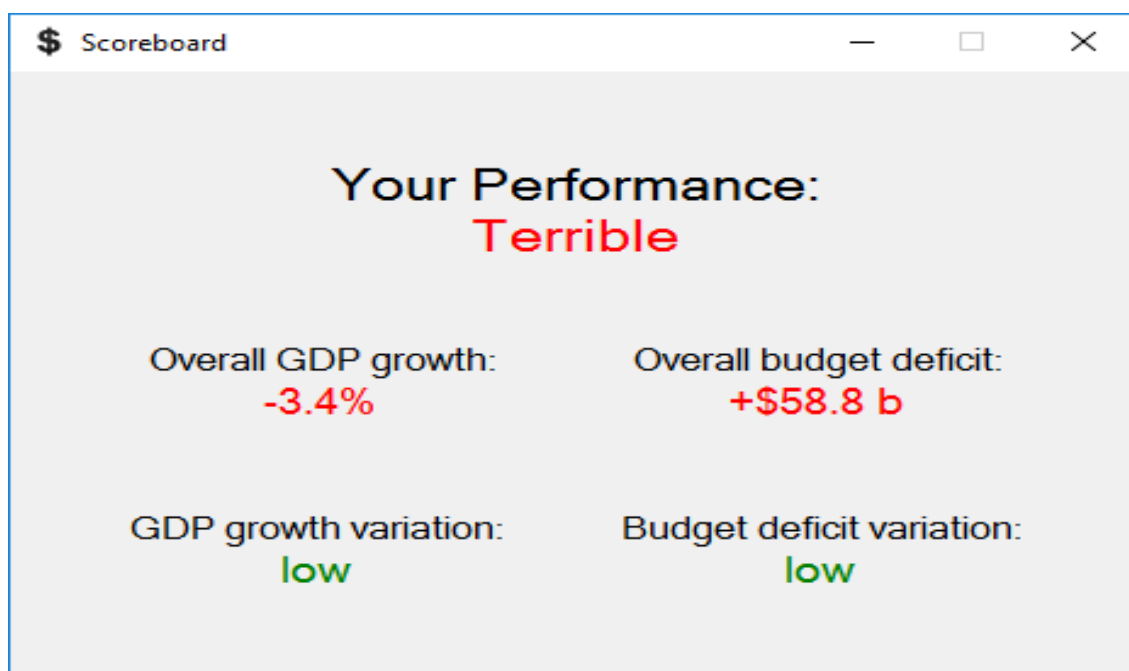 $ Scoreboard
Your Performance:
Terrible
Overall GDP growth:
-3.4%
Overall budget deficit:
+$58.8 b
GDP growth variation:
low
Budget deficit variation:
low